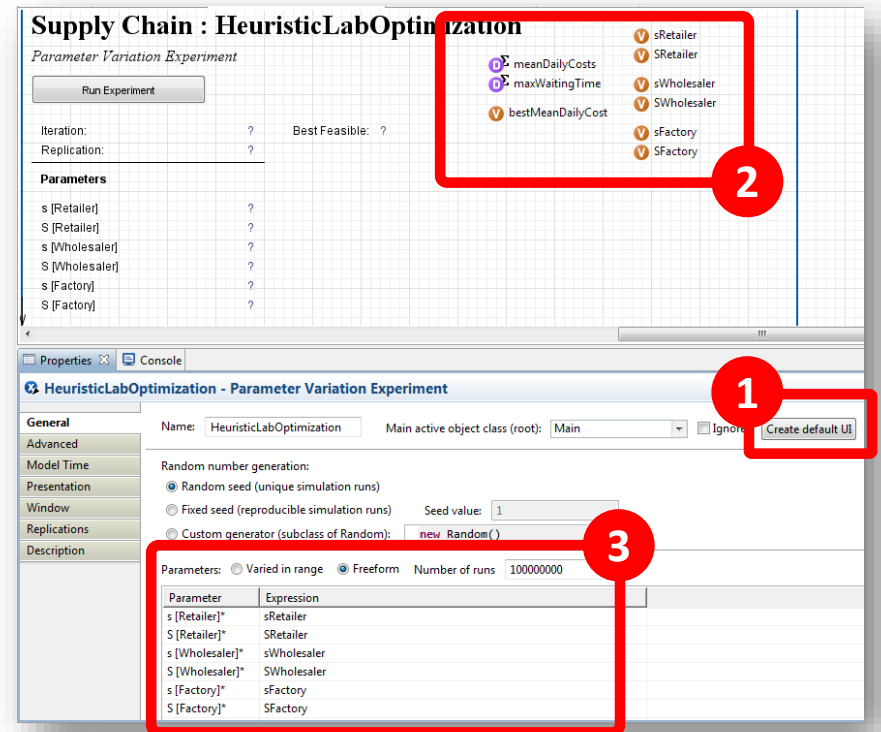 Supply Chain : HeuristicLabOptimization
Parameter Variation Experiment
Run Experiment
Iteration: ? Best Feasible: ?
Replication: ?
Parameters
s [Retailer] ?
S [Retailer] ?
s [Wholesaler] ?
S [Wholesaler] ?
s [Factory] ?
S [Factory] ?
D Σ meanDailyCosts
D Σ maxWaitingTime
V bestMeanDailyCost
V sRetailer
V SRetailer
V sWholesaler
V SWholesaler
V sFactory
V SFactory
2
Properties Console
HeuristicLabOptimization - Parameter Variation Experiment
1
General
Advanced
Model Time
Presentation
Window
Replications
Description
Name: HeuristicLabOptimization Main active object class (root): Main Ignore Create default UI
Random number generation:
Random seed (unique simulation runs)
Fixed seed (reproducible simulation runs) Seed value: 1
Custom generator (subclass of Random): new Random()
3
Parameters: Varied in range Freeform Number of runs 100000000
Parameter Expression
s [Retailer]* sRetailer
S [Retailer]* SRetailer
s [Wholesaler]* sWholesaler
S [Wholesaler]* SWholesaler
s [Factory]* sFactory
S [Factory]* SFactory